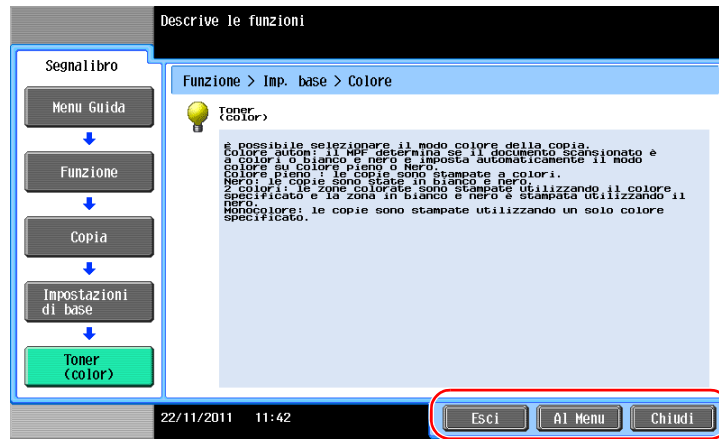 Descrive le funzioni
Segnalibro
Menu Guida
Funzione
Copia
Impostazioni
di base
Toner
(color)
Funzione > Imp. base > Colore
Toner
(color)
è possibile selezionare il modo colore della copia.
Colore autom: il MPF determina se il documento scansionato è
a colori o bianco e nero e imposta automaticamente il modo
colore su Colore pieno o Nero.
Colore pieno : le copie sono stampate a colori.
Nero: le copie sono state in bianco e nero.
2 colori: le zone colorate sono stampate utilizzando il colore
specificato e la zona in bianco e nero è stampata utilizzando il
nero.
Monocolore: le copie sono stampate utilizzando un solo colore
specificato.
22/11/2011 11:42
Esci
Al Menu
Chiudi